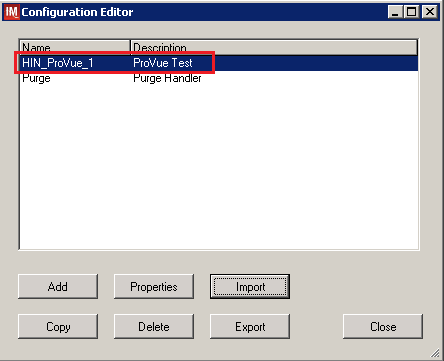 IM Configuration Editor
Name Description
HIN_ProVue_1 ProVue Test
Purge Purge Handler
Add Properties Import
Copy Delete Export Close